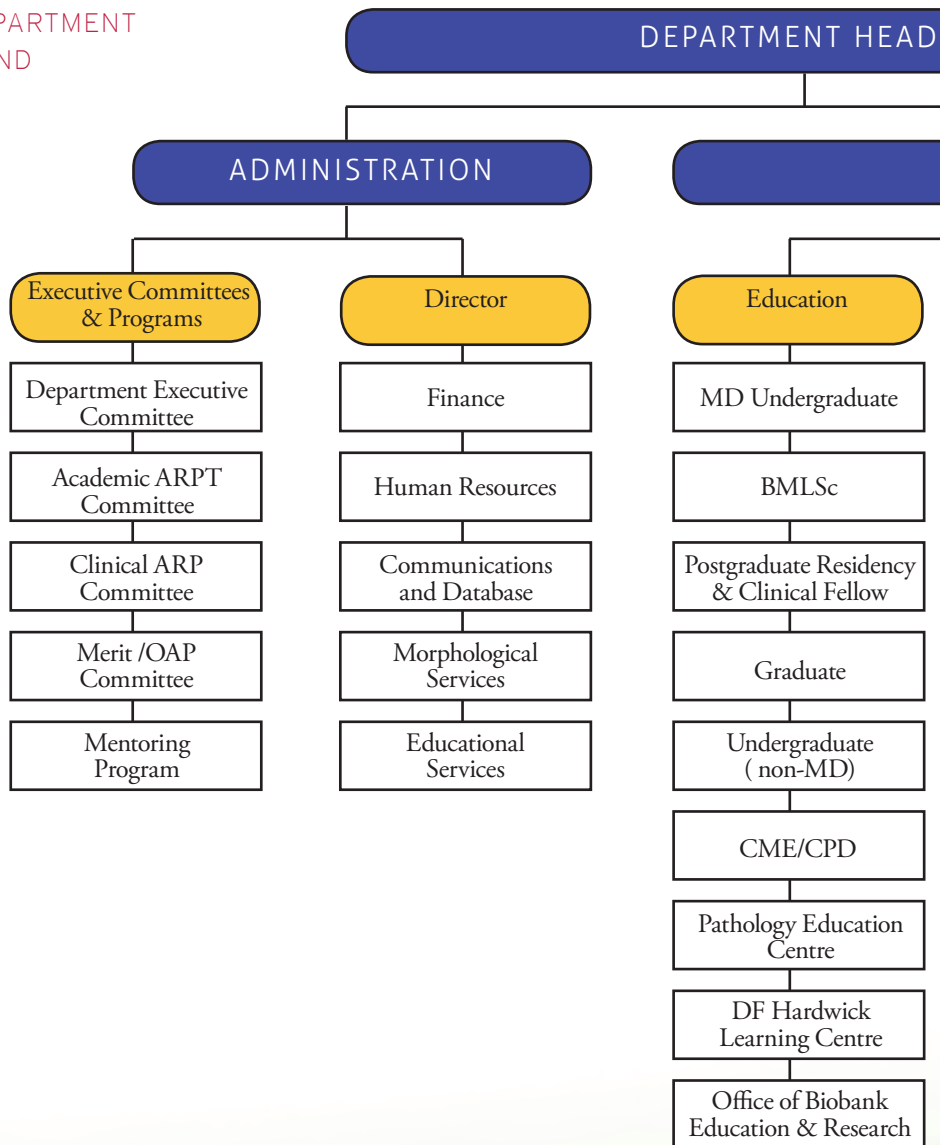 PARTMENT
ND
DEPARTMENT HEAD
ADMINISTRATION
Executive Committees
& Programs
Department Executive
Committee
Academic ARPT
Committee
Clinical ARP
Committee
Merit /OAP
Committee
Mentoring
Program
Director
Finance
Human Resources
Communications
and Database
Morphological
Services
Educational
Services
Education
MD Undergraduate
BMLSc
Postgraduate Residency
& Clinical Fellow
Graduate
Undergraduate
( non-MD)
CME/CPD
Pathology Education
Centre
DF Hardwick
Learning Centre
Office of Biobank
Education & Research